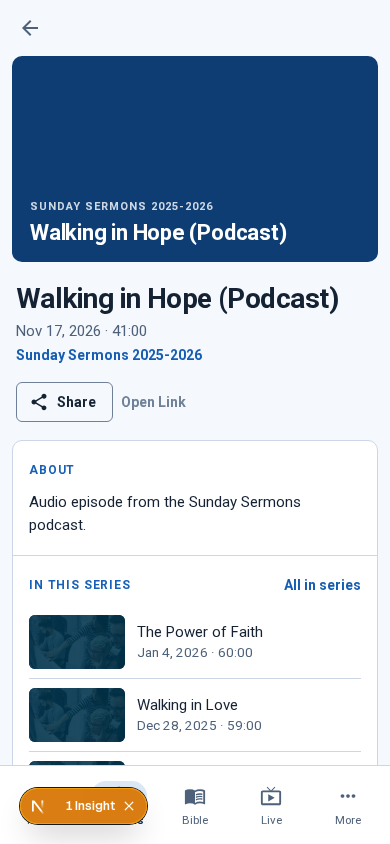 SUNDAY SERMONS 2025-2026
Walking in Hope (Podcast)
Walking in Hope (Podcast)
Nov 17, 2026 · 41:00
Sunday Sermons 2025-2026
Share
Open Link
ABOUT
Audio episode from the Sunday Sermons
podcast.
IN THIS SERIES
All in series
The Power of Faith
Jan 4, 2026 · 60:00
Walking in Love
Dec 28, 2025 · 59:00
N
1 Insight
Bible
Live
More